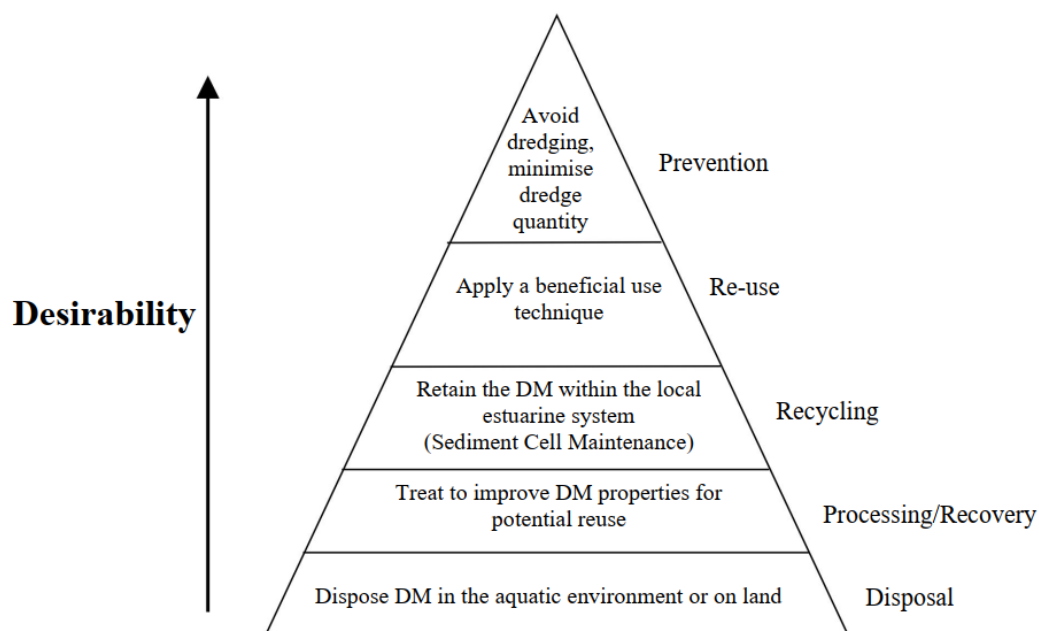 Avoid
dredging,
minimise
dredge
quantity
Prevention
Desirability
Apply a beneficial use
technique
Re-use
Retain the DM within the local
estuarine system
(Sediment Cell Maintenance)
Recycling
Treat to improve DM properties for
potential reuse
Processing/Recovery
Dispose DM in the aquatic environment or on land
Disposal